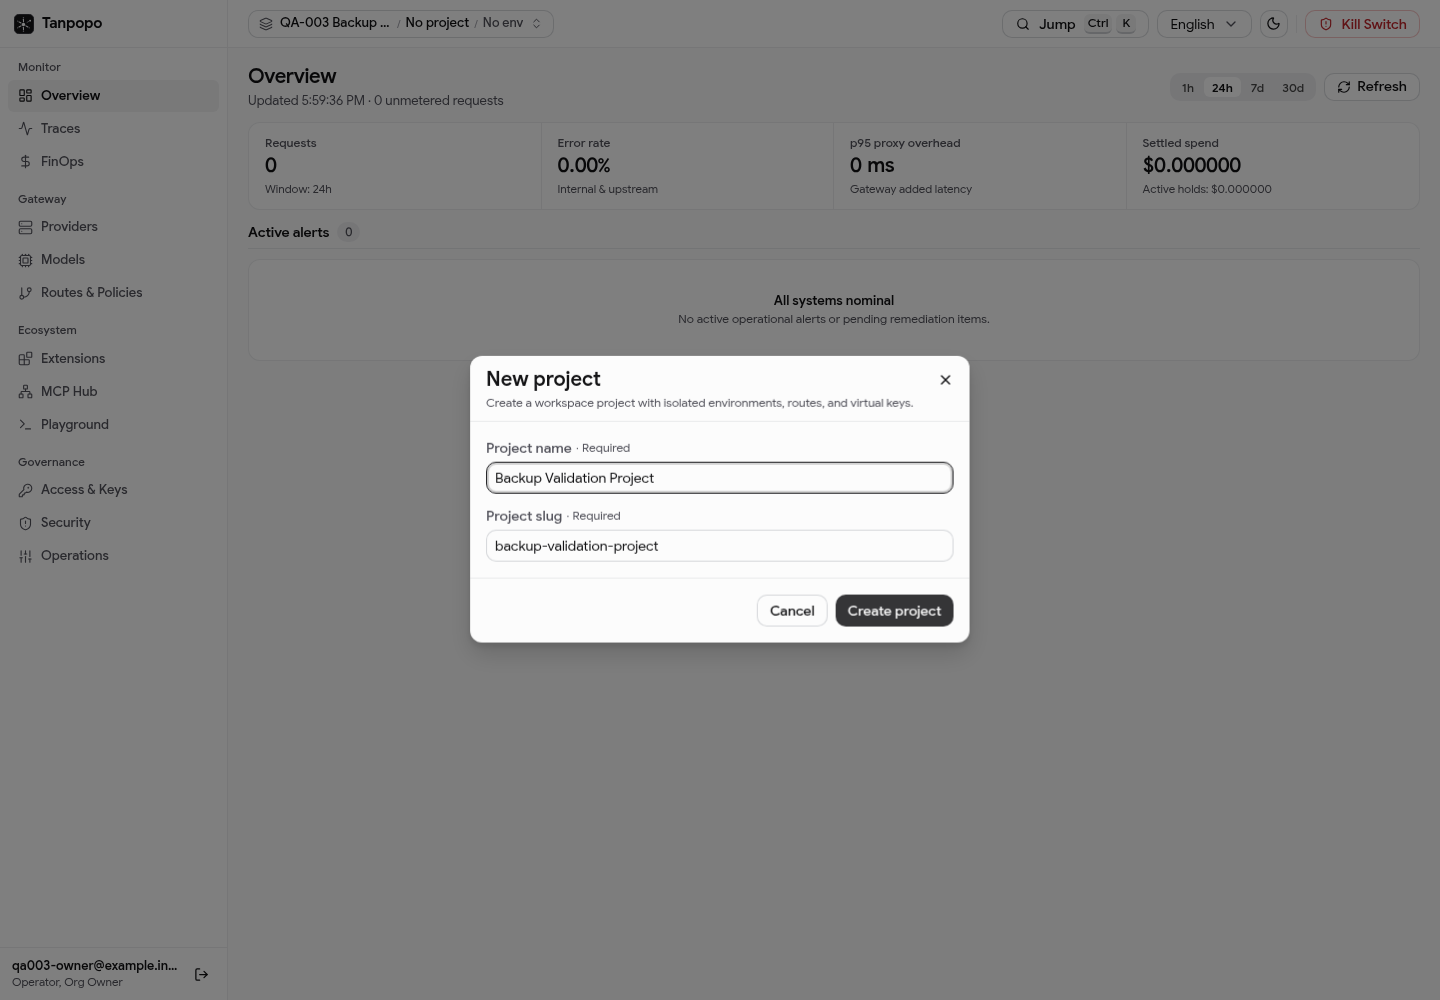 Tanpopo
QA-003 Backup ... / No project / No env
Jump Ctrl K
English
Kill Switch
Monitor
Overview
Traces
FinOps
Gateway
Providers
Models
Routes & Policies
Ecosystem
Extensions
MCP Hub
Playground
Governance
Access & Keys
Security
Operations
qa003-owner@example.in...
Operator, Org Owner
Overview
Updated 5:59:36 PM · 0 unmetered requests
1h 24h 7d 30d
Refresh
Requests
0
Window: 24h
Error rate
0.00%
Internal & upstream
p95 proxy overhead
0 ms
Gateway added latency
Settled spend
$0.000000
Active holds: $0.000000
Active alerts 0
All systems nominal
No active operational alerts or pending remediation items.
New project
Create a workspace project with isolated environments, routes, and virtual keys.
Project name · Required
Backup Validation Project
Project slug · Required
backup-validation-project
Cancel
Create project